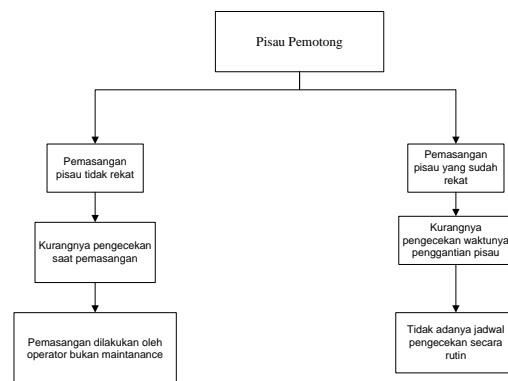 Pisau Pemotong
Pemasangan
pisau tidak rekat
Kurangnya pengecekan
saat pemasangan
Pemasangan dilakukan oleh
operator bukan maintanance
Pemasangan
pisau yang sudah
rekat
Kurangnya
pengecekan waktunya
penggantian pisau
Tidak adanya jadwal
pengecekan secara
rutin